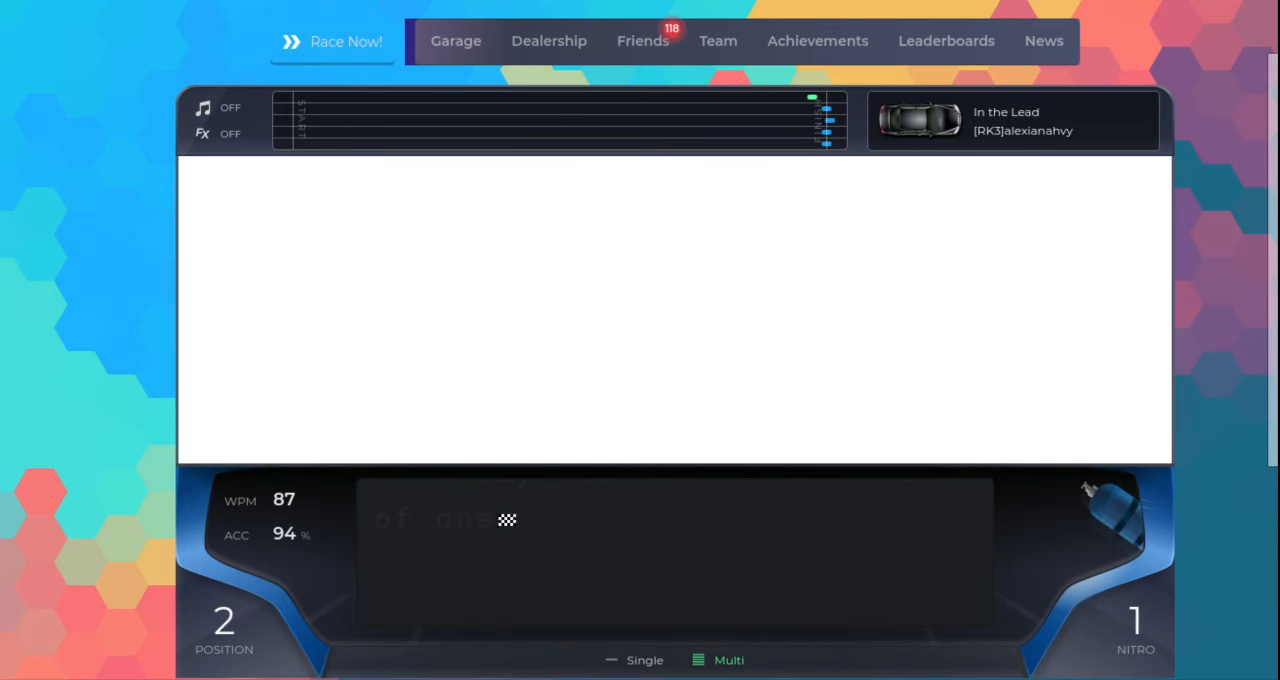 Race Now!
Garage
Dealership
Friends
118
Team
Achievements
Leaderboards
News
OFF
Fx OFF
START
FINISH
In the Lead
[RK3]alexianahvy
WPM 87
ACC 94 %
of one
2
POSITION
1
NITRO
Single
Multi